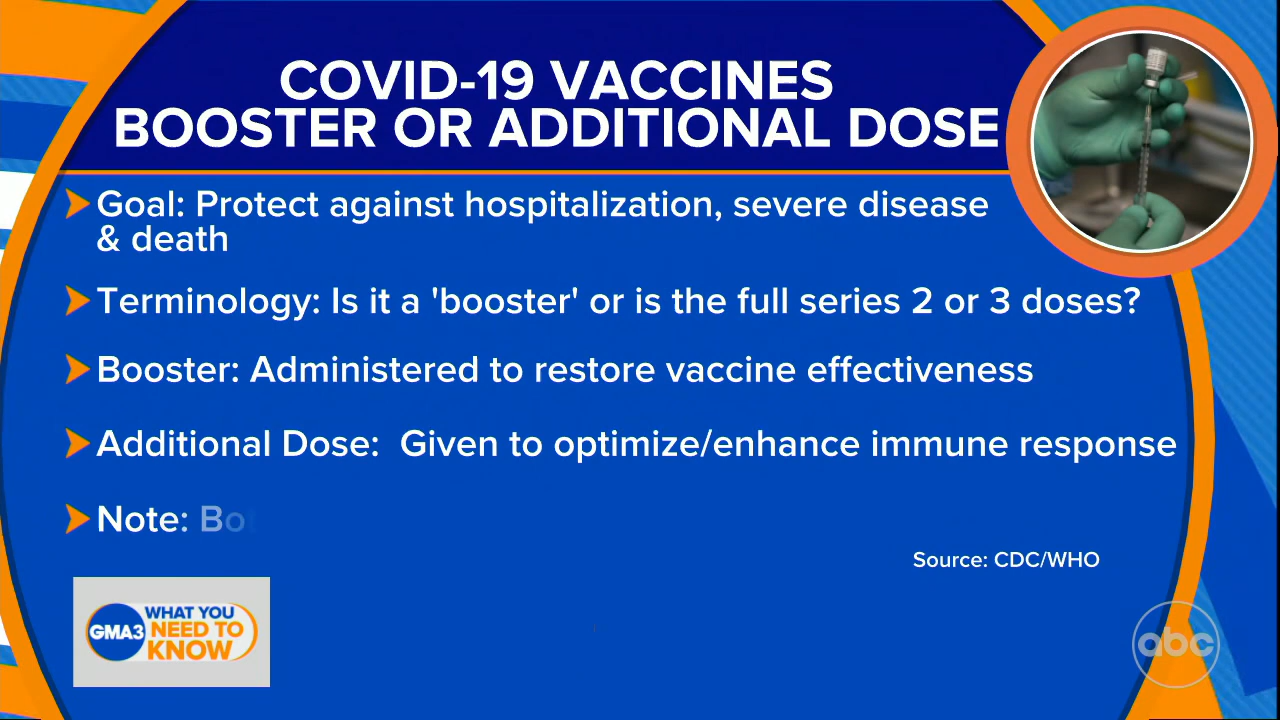 COVID-19 VACCINES
BOOSTER OR ADDITIONAL DOSE
Goal: Protect against hospitalization, severe disease
& death
Terminology: Is it a 'booster' or is the full series 2 or 3 doses?
Booster: Administered to restore vaccine effectiveness
Additional Dose: Given to optimize/enhance immune response
Note:
Source: CDC/WHO
GMA3
WHAT YOU
NEED TO
KNOW
abc